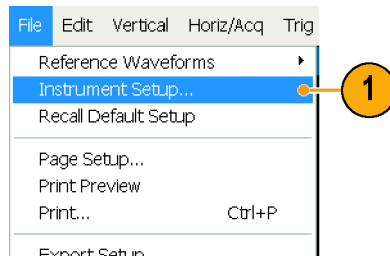 File Edit Vertical Horiz/Acq Trig
Reference Waveforms
Instrument Setup...
1
Recall Default Setup
Page Setup...
Print Preview
Print... Ctrl+P
Export Setup